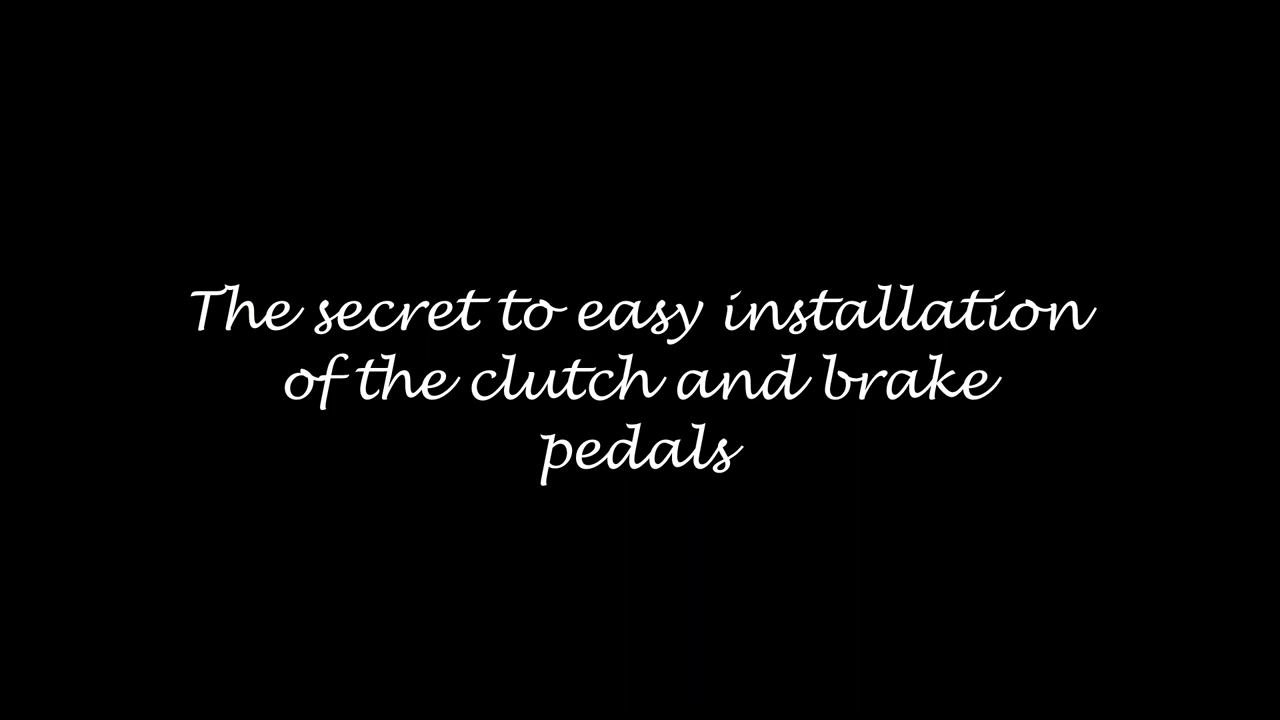 The secret to easy installation
of the clutch and brake
pedals